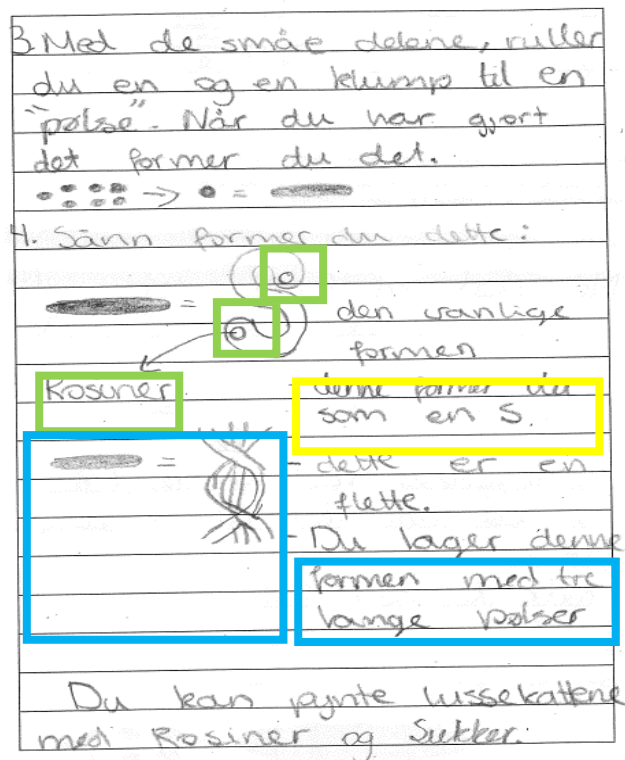 3. Med de småe delene, ruller
du en og en klump til en
"pølse". Når du har gjort
det former du det.
→ =
4. Sånn former du dette:
= den vanlige
formen
Rosiner - denne former du
som en S.
= - dette er en
flette.
- Du lager denne
formen med tre
lange pølser
Du kan pynte lussekattene
med Rosiner og Sukker.